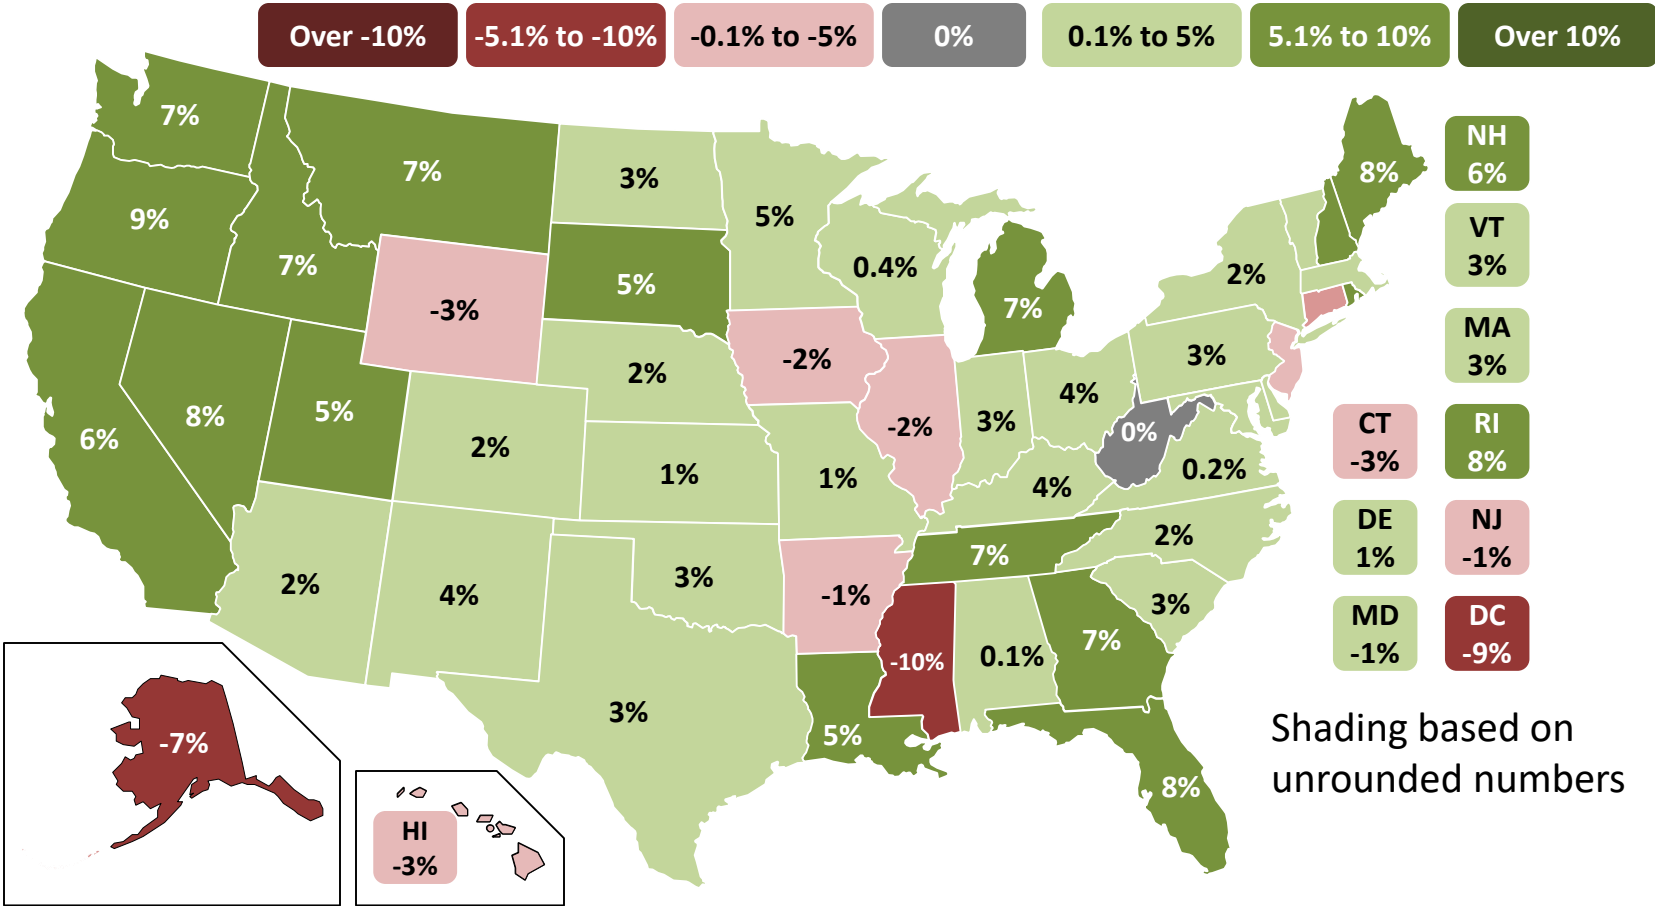 Over -10%
-5.1% to -10%
-0.1% to -5%
0%
0.1% to 5%
5.1% to 10%
Over 10%
7%
7%
3%
5%
8%
NH
6%
9%
7%
-3%
5%
0.4%
7%
2%
VT
3%
MA
3%
6%
8%
5%
2%
2%
-2%
-2%
3%
4%
3%
0%
CT
-3%
RI
8%
1%
1%
4%
0.2%
2%
4%
3%
-1%
7%
2%
3%
DE
1%
NJ
-1%
3%
5%
-10%
0.1%
7%
8%
MD
-1%
DC
-9%
-7%
HI
-3%
Shading based on
unrounded numbers